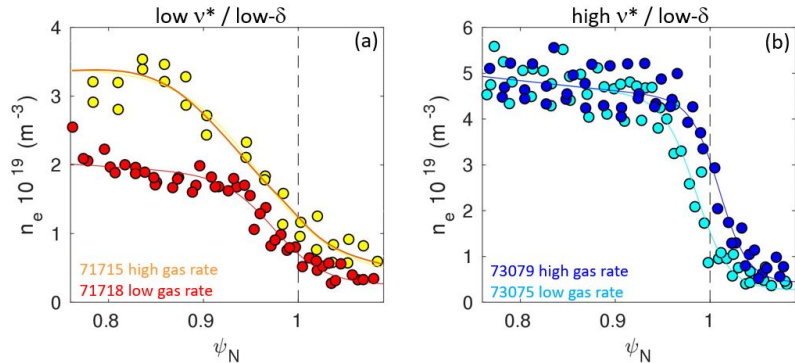 low ν* / low-δ
(a)
4
3
2
1
0
n_e 10^19 (m^-3)
71715 high gas rate
71718 low gas rate
0.8 0.9 1
ψ_N
high ν* / low-δ
(b)
6
5
4
3
2
1
0
n_e 10^19 (m^-3)
73079 high gas rate
73075 low gas rate
0.8 0.9 1
ψ_N